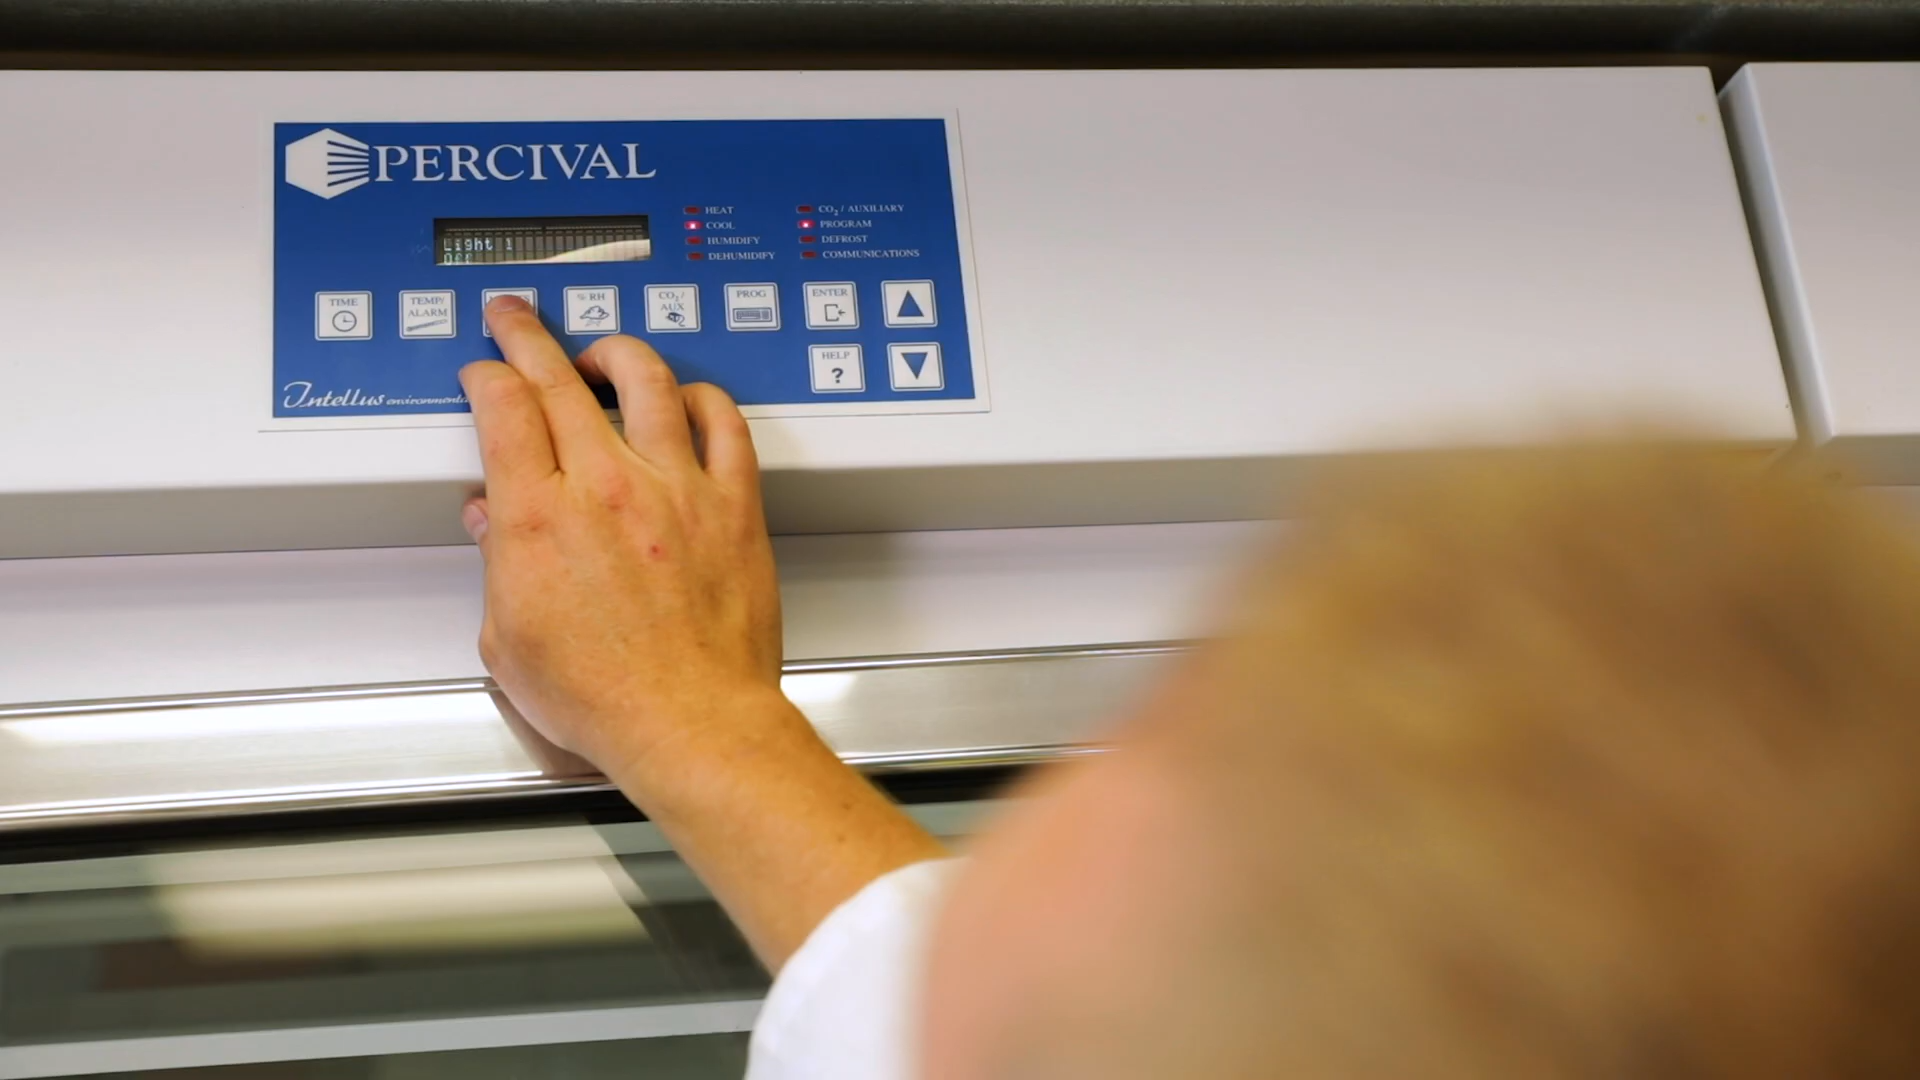 PERCIVAL
Light 1
Off
HEAT
COOL
HUMIDIFY
DEHUMIDIFY
CO2 / AUXILIARY
PROGRAM
DEFROST
COMMUNICATIONS
TIME
TEMP/
ALARM
% RH
CO2 /
AUX
PROG
ENTER
HELP
?
Intellus